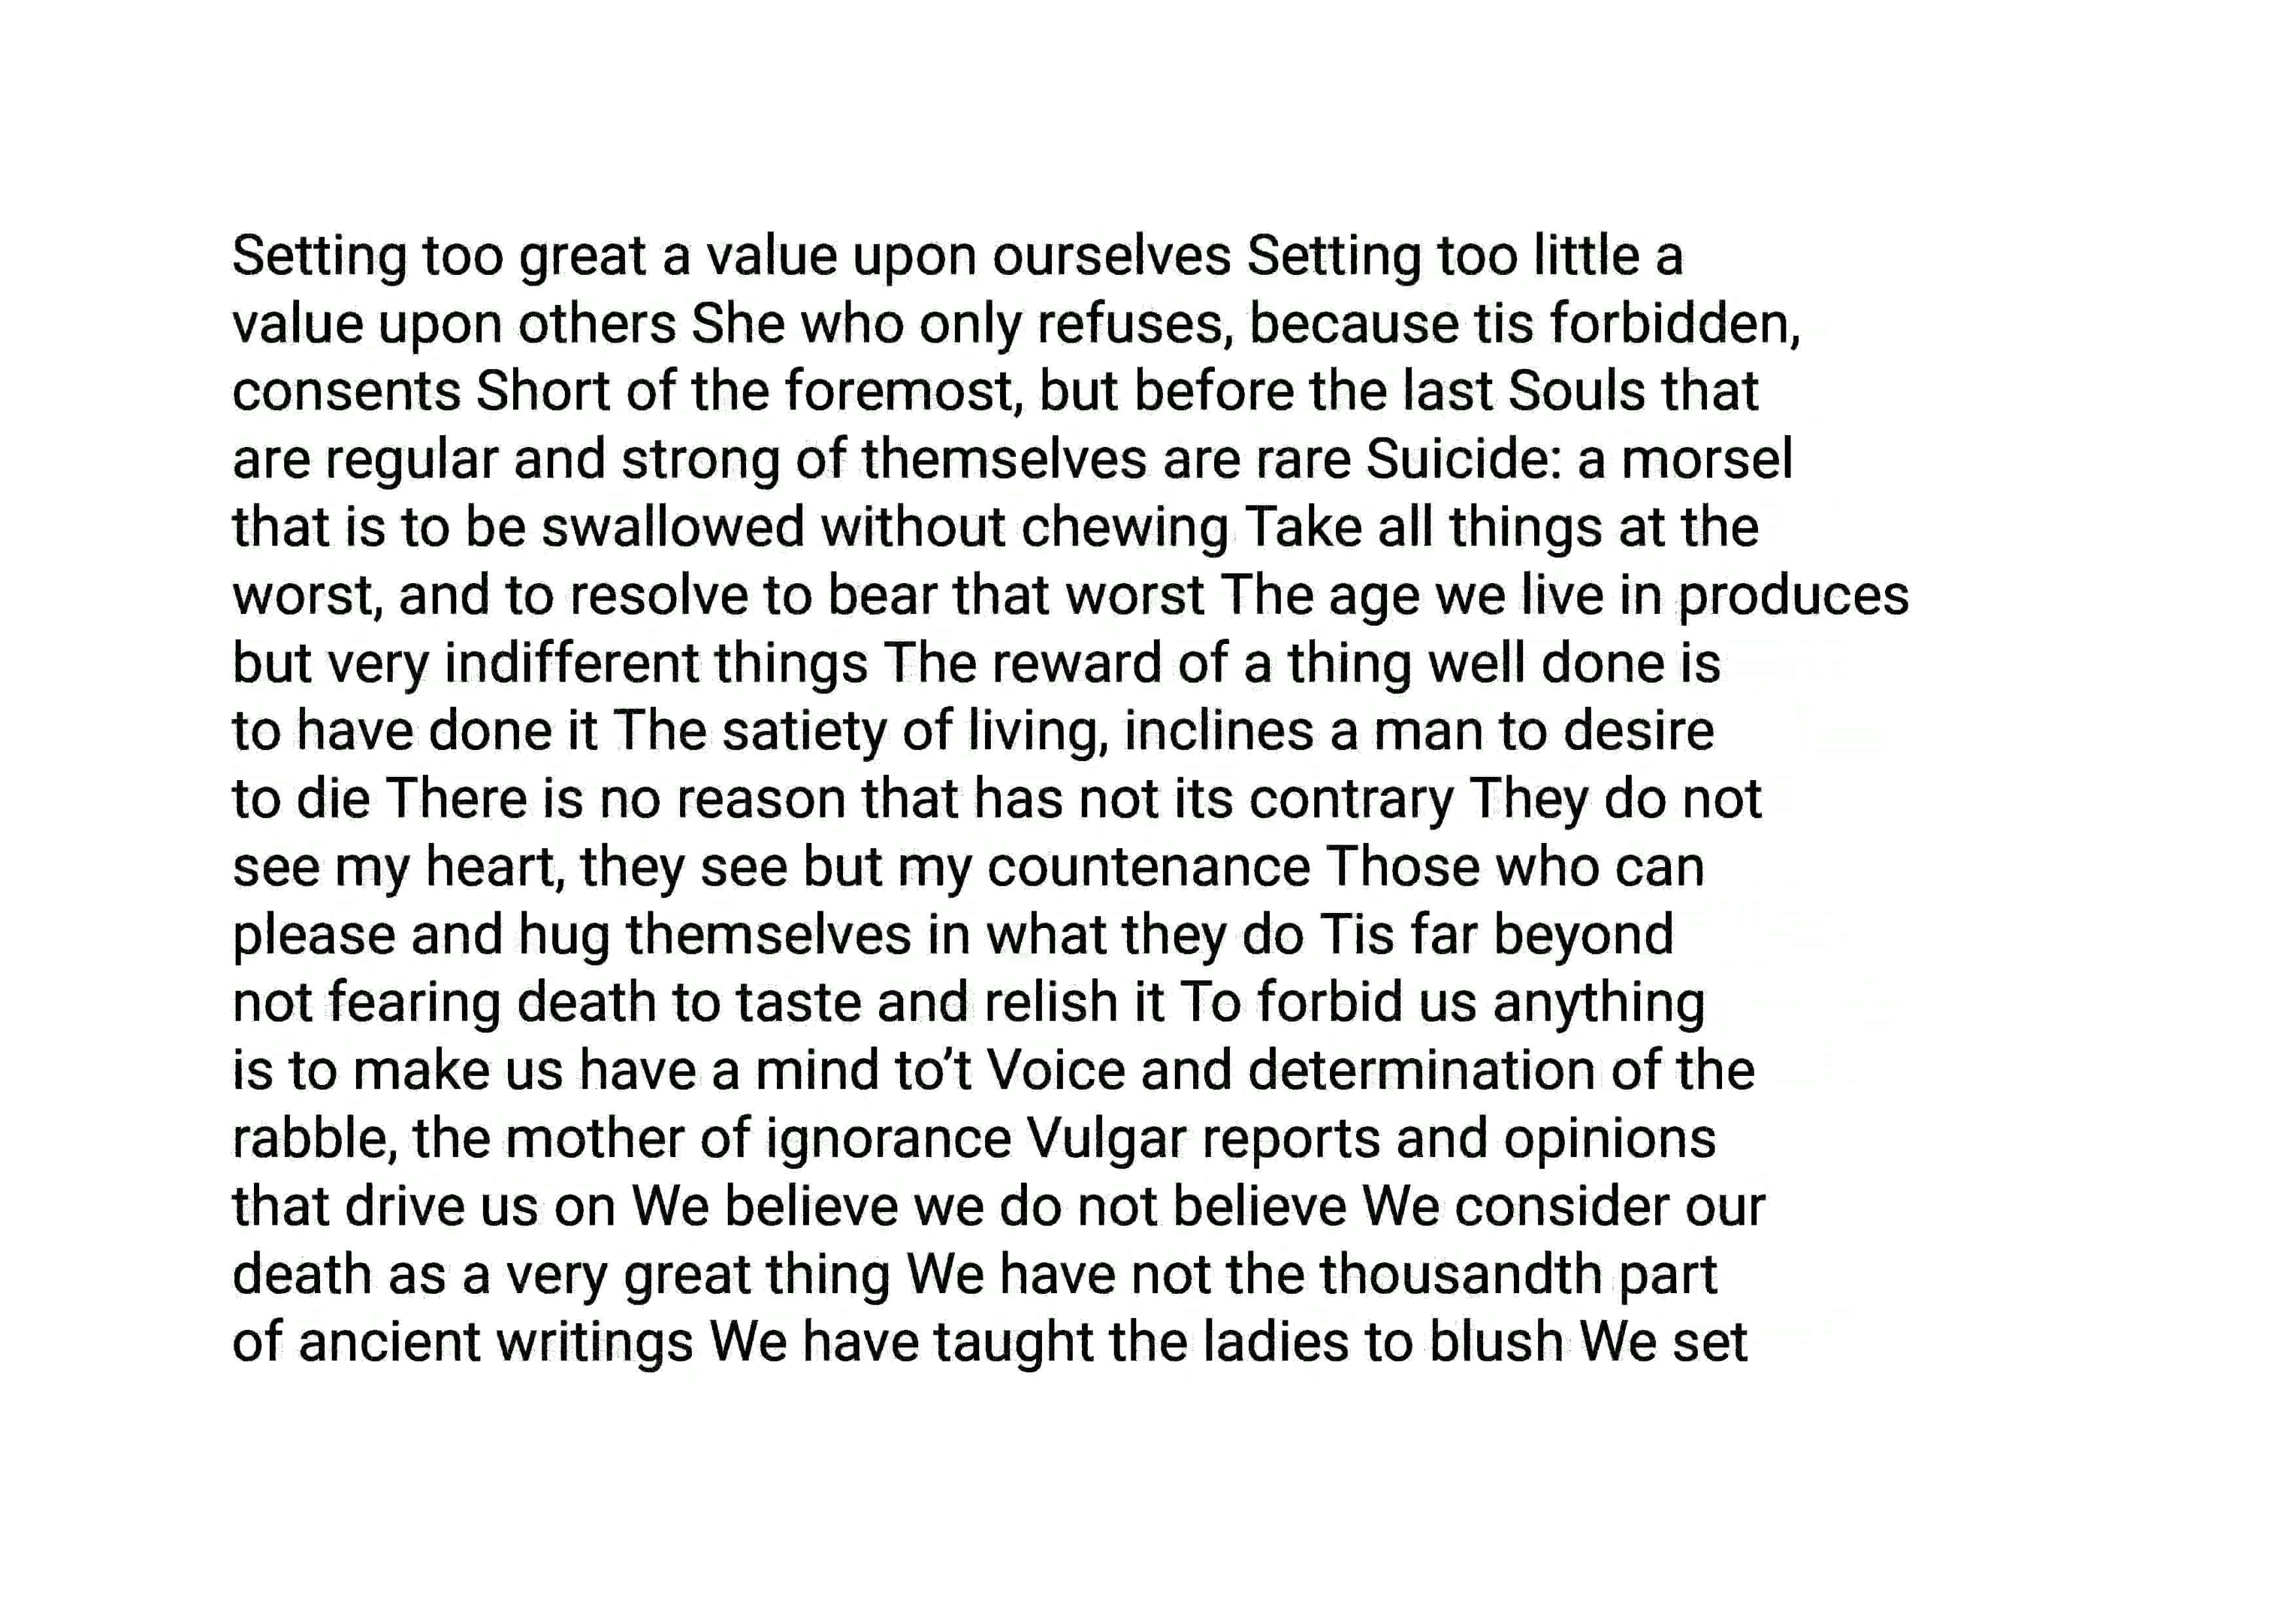 Setting too great a value upon ourselves Setting too little a
value upon others She who only refuses, because tis forbidden,
consents Short of the foremost, but before the last Souls that
are regular and strong of themselves are rare Suicide: a morsel
that is to be swallowed without chewing Take all things at the
worst, and to resolve to bear that worst The age we live in produces
but very indifferent things The reward of a thing well done is
to have done it The satiety of living, inclines a man to desire
to die There is no reason that has not its contrary They do not
see my heart, they see but my countenance Those who can
please and hug themselves in what they do Tis far beyond
not fearing death to taste and relish it To forbid us anything
is to make us have a mind to’t Voice and determination of the
rabble, the mother of ignorance Vulgar reports and opinions
that drive us on We believe we do not believe We consider our
death as a very great thing We have not the thousandth part
of ancient writings We have taught the ladies to blush We set